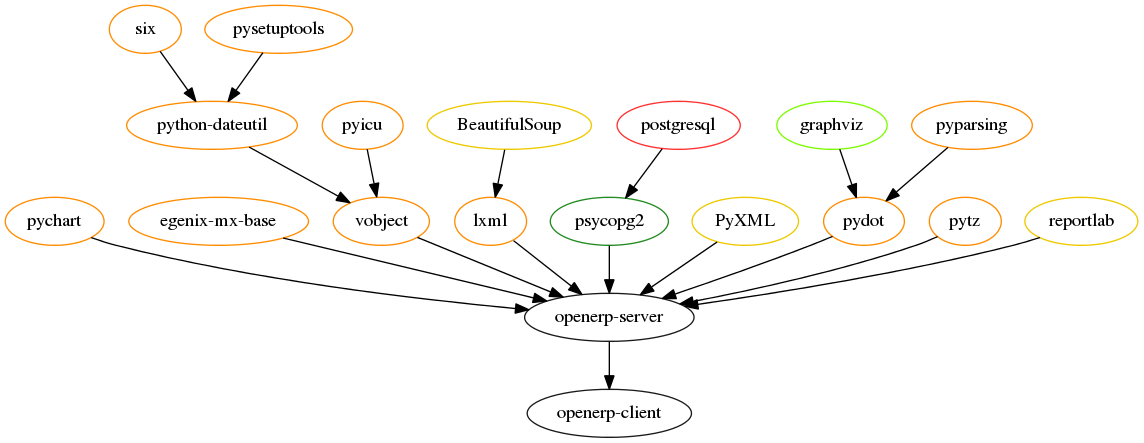 six
pysetuptools
python-dateutil
pyicu
BeautifulSoup
postgresql
graphviz
pyparsing
pychart
egenix-mx-base
vobject
lxml
psycopg2
PyXML
pydot
pytz
reportlab
openerp-server
openerp-client